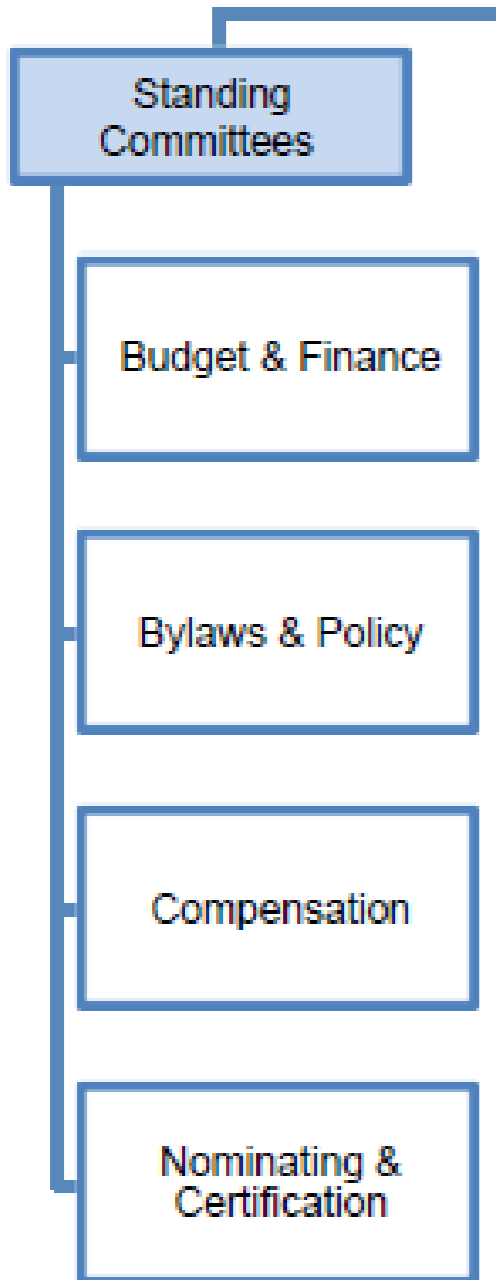 Standing
Committees
Budget & Finance
Bylaws & Policy
Compensation
Nominating &
Certification